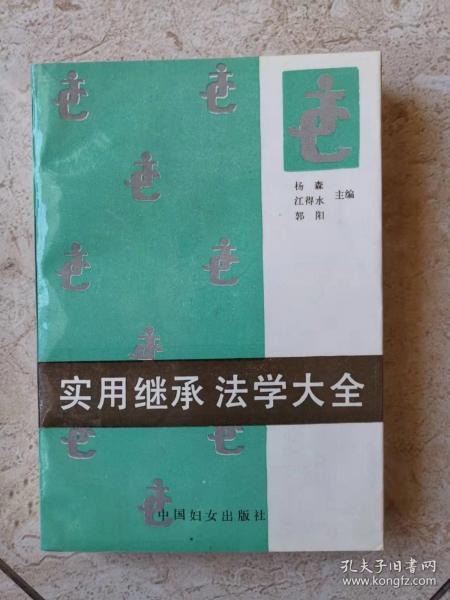 杨森
江得水 主编
郭阳
实用继承法学大全
中国妇女出版社
孔夫子旧书网
www.kongfz.com